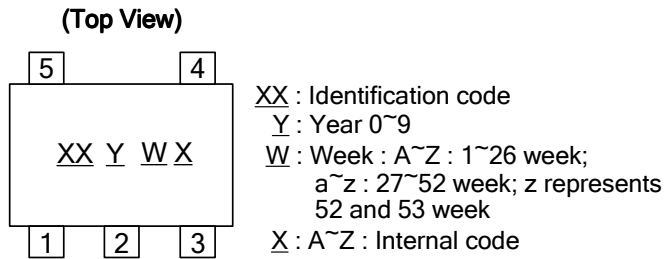 (Top View)
5 4
XX Y W X
1 2 3
XX : Identification code
Y : Year 0~9
W : Week : A~Z : 1~26 week;
a~z : 27~52 week; z represents
52 and 53 week
X : A~Z : Internal code